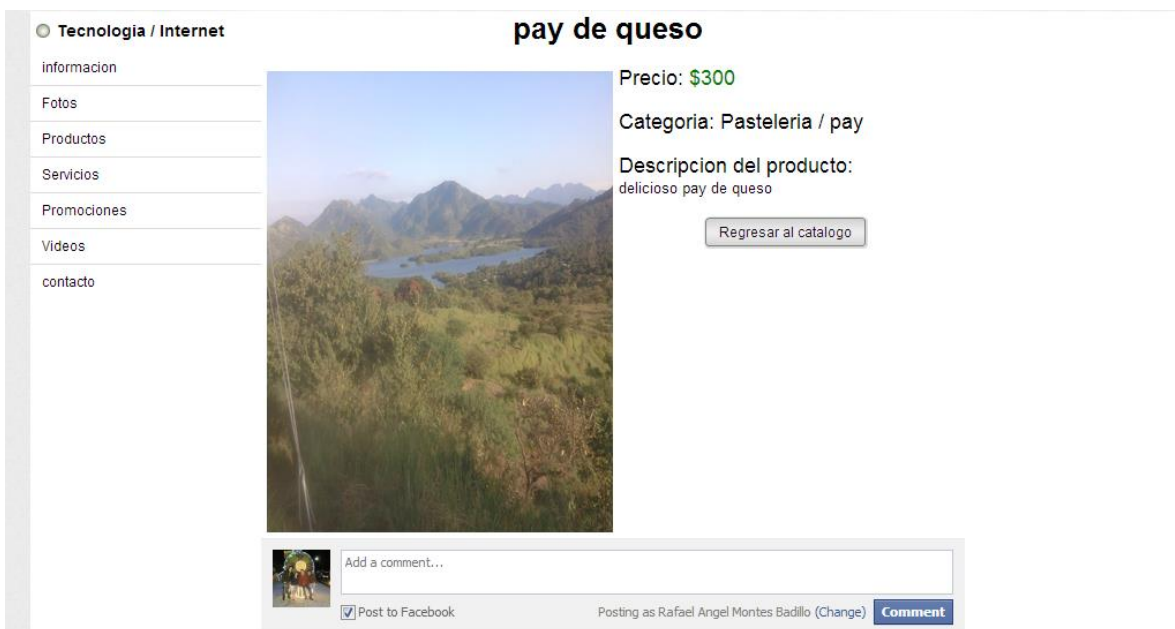 Tecnologia / Internet
informacion
Fotos
Productos
Servicios
Promociones
Videos
contacto
pay de queso
Precio: $300
Categoria: Pasteleria / pay
Descripcion del producto:
delicioso pay de queso
Regresar al catalogo
Add a comment...
Post to Facebook
Posting as Rafael Angel Montes Badillo (Change)
Comment